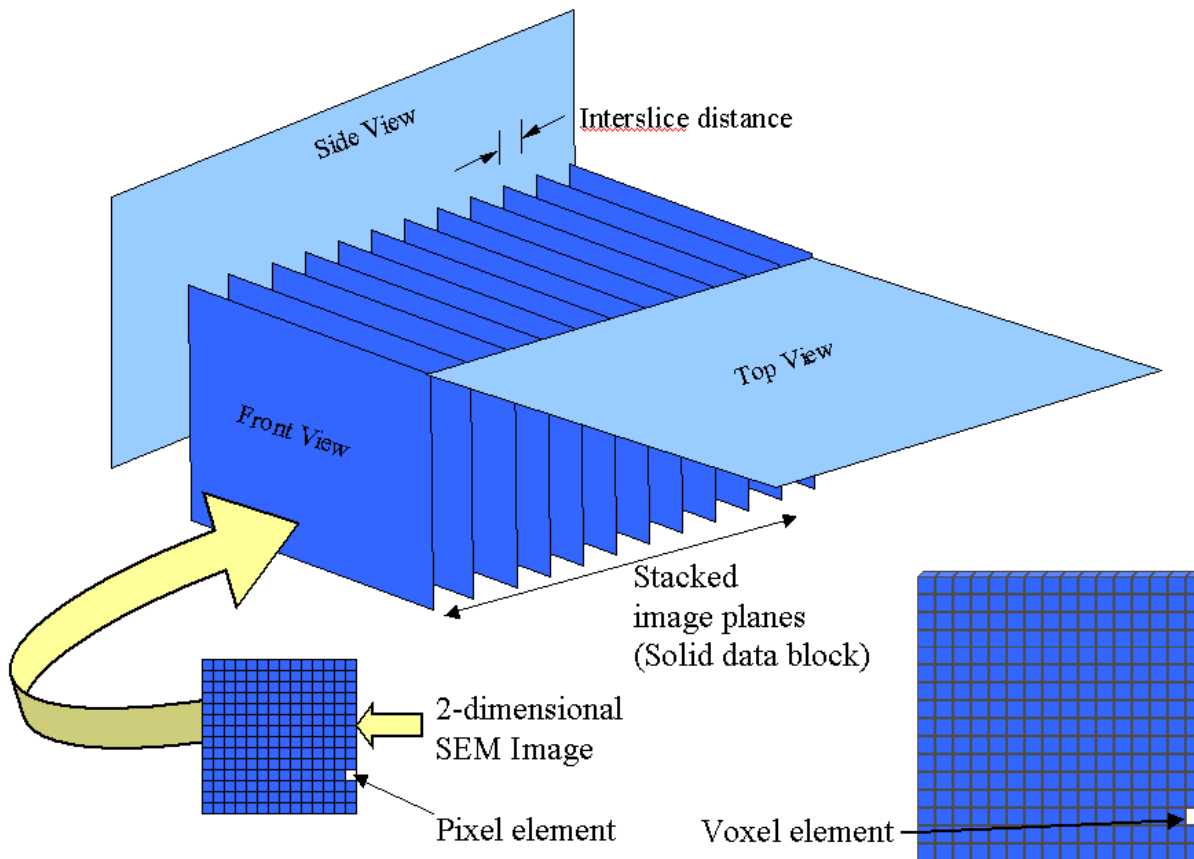 Side View
Interslice distance
Top View
Front View
Stacked
image planes
(Solid data block)
2-dimensional
SEM Image
Pixel element
Voxel element